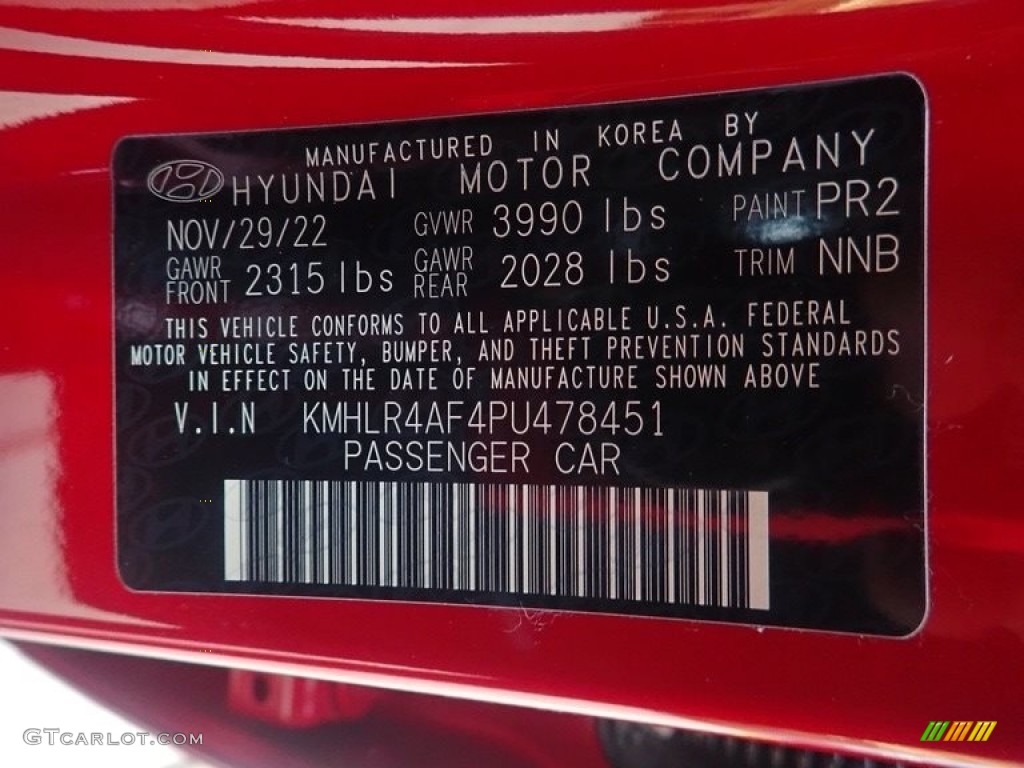 MANUFACTURED IN KOREA BY
HYUNDAI MOTOR COMPANY
NOV/29/22 GVWR 3990 lbs PAINT PR2
GAWR FRONT 2315 lbs GAWR REAR 2028 lbs TRIM NNB
THIS VEHICLE CONFORMS TO ALL APPLICABLE U.S.A. FEDERAL
MOTOR VEHICLE SAFETY, BUMPER, AND THEFT PREVENTION STANDARDS
IN EFFECT ON THE DATE OF MANUFACTURE SHOWN ABOVE
V.I.N KMHLR4AF4PU478451
PASSENGER CAR
GTCARLOT.COM